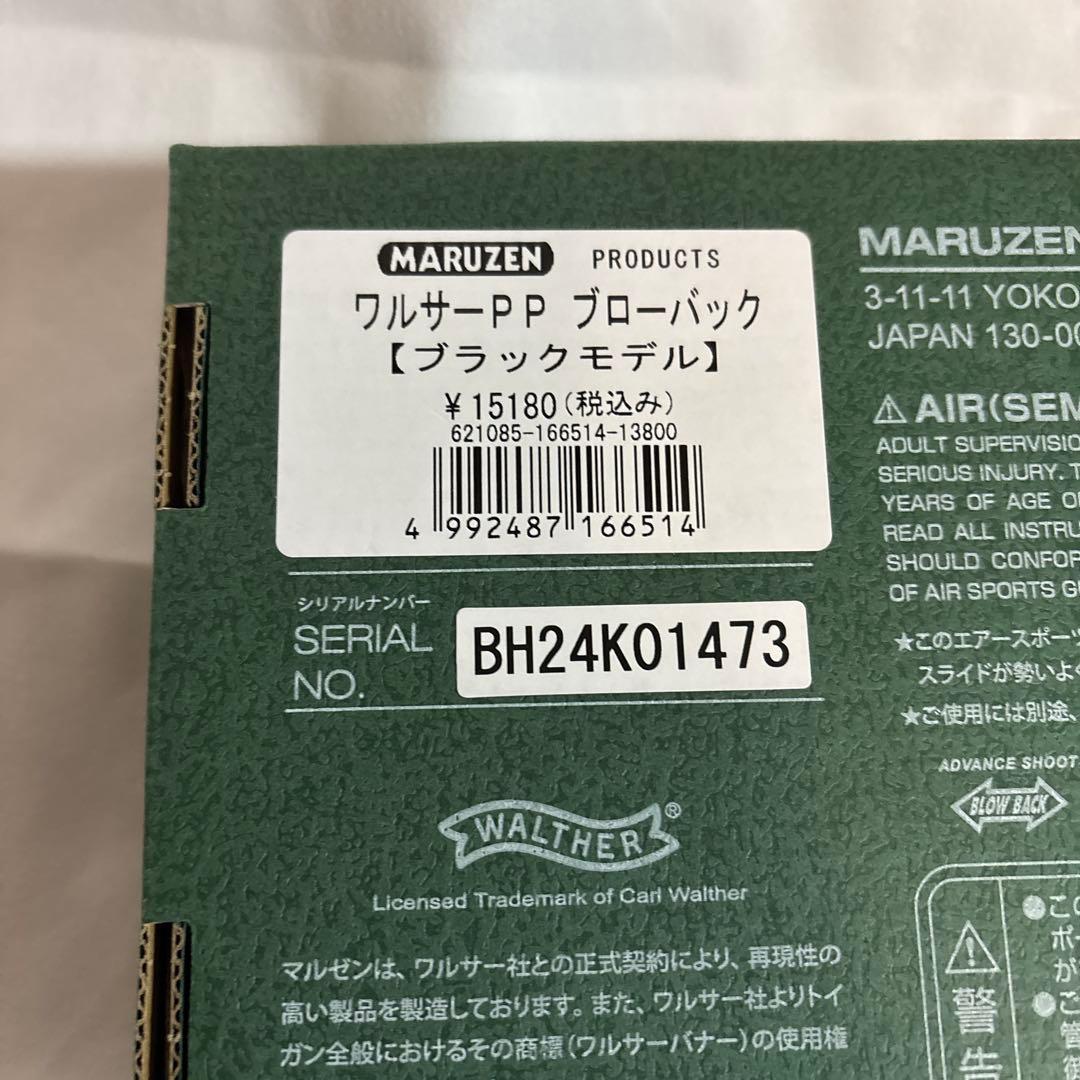 MARUZEN PRODUCTS
ワルサーPP ブローバック
【ブラックモデル】
¥15180(税込み)
621085-166514-13800
4 992487 166514
シリアルナンバー
SERIAL
NO.
BH24K01473
WALTHER®
Licensed Trademark of Carl Walther
マルゼンは、ワルサー社との正式契約により、再現性の
高い製品を製造しております。また、ワルサー社よりトイ
ガン全般におけるその商標(ワルサーバナー)の使用権
MARUZEN
3-11-11 YOKO
JAPAN 130-00
⚠ AIR(SEM
ADULT SUPERVISIO
SERIOUS INJURY. T
YEARS OF AGE O
READ ALL INSTRU
SHOULD CONFOR
OF AIR SPORTS G
★このエアースポーツ
スライドが勢いよく
★ご使用には別途、
ADVANCE SHOOT
BLOW BACK
警告
●この
ポー
が
●ご
管